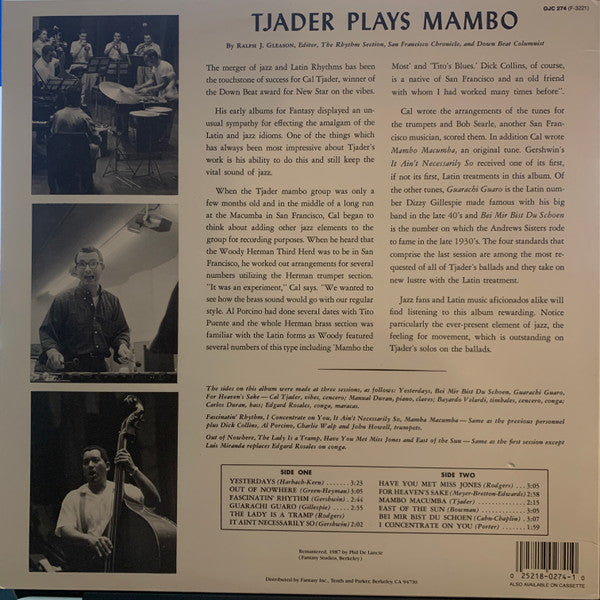 OJC 274 (F-3221)
TJADER PLAYS MAMBO
By Ralph J. Gleason, Editor, The Rhythm Section, San Francisco Chronicle, and Down Beat Columnist
The merger of jazz and Latin Rhythms has been
the touchstone of success for Cal Tjader, winner of
the Down Beat award for New Star on the vibes.
His early albums for Fantasy displayed an un-
usual sympathy for effecting the amalgam of the
Latin and jazz idioms. One of the things which
has always been most impressive about Tjader's
work is his ability to do this and still keep the
vital sound of jazz.
When the Tjader mambo group was only a
few months old and in the middle of a long run
at the Macumba in San Francisco, Cal began to
think about adding other jazz elements to the
group for recording purposes. When he heard that
the Woody Herman Third Herd was to be in San
Francisco, he worked out arrangements for several
numbers utilizing the Herman trumpet section.
"It was an experiment," Cal says. "We wanted to
see how the brass sound would go with our regular
style. Al Porcino had done several dates with Tito
Puente and the whole Herman brass section was
familiar with the Latin forms as Woody featured
several numbers of this type including 'Mambo the
Most' and 'Tito's Blues.' Dick Collins, of course,
is a native of San Francisco and an old friend
with whom I had worked many times before".
Cal wrote the arrangements of the tunes for
the trumpets and Bob Searle, another San Fran-
cisco musician, scored them. In addition Cal wrote
Mambo Macumba, an original tune. Gershwin's
It Ain't Necessarily So received one of its first,
if not its first, Latin treatments in this album. Of
the other tunes, Guarachi Guaro is the Latin num-
ber Dizzy Gillespie made famous with his big
band in the late 40's and Bei Mir Bist Du Schoen
is the number on which the Andrews Sisters rode
to fame in the late 1930's. The four standards that
comprise the last session are among the most re-
quested of all of Tjader's ballads and they take on
new lustre with the Latin treatment.
Jazz fans and Latin music aficionados alike will
find listening to this album rewarding. Notice
particularly the ever-present element of jazz, the
feeling for movement, which is outstanding on
Tjader's solos on the ballads.
The sides on this album were made at three sessions, as follows: Yesterdays, Bei Mir Bist Du Schoen, Guarachi Guaro,
For Heaven's Sake—Cal Tjader, vibes, cencero; Manual Duran, piano, claves; Bayardo Velardi, timbales, cencero, conga;
Carlos Duran, bass; Edgard Rosales, conga, maracas.
Fascinatin' Rhythm, I Concentrate on You, It Ain't Necessarily So, Mamba Macumba—Same as the previous personnel
plus Dick Collins, Al Porcino, Charlie Walp and John Howell, trumpets.
Out of Nowhere, The Lady Is a Tramp, Have You Met Miss Jones and East of the Sun—Same as the first session except
Luis Miranda replaces Edgard Rosales on conga.
SIDE ONE
YESTERDAYS (Harbach-Kern) 3:23
OUT OF NOWHERE (Green-Heyman) 3:05
FASCINATIN' RHYTHM (Gershwin) 2:44
GUARACHI GUARO (Gillespie) 2:35
THE LADY IS A TRAMP (Rodgers)
IT AINT NECESSARILY SO (Gershwin) 2:02
SIDE TWO
HAVE YOU MET MISS JONES (Rodgers) 3:05
FOR HEAVEN'S SAKE (Meyer-Bretton-Edwards) 2:38
MAMBO MACUMBA (Tjader) 2:15
EAST OF THE SUN (Bowman) 3:05
BEI MIR BIST DU SCHOEN (Cahn-Chaplin) 3:07
I CONCENTRATE ON YOU (Porter) 1:59
Remastered, 1987 by Phil De Lancie
(Fantasy Studios, Berkeley)
Distributed by Fantasy Inc., Tenth and Parker, Berkeley, CA 94710.
0 25218-0274-1 0
ALSO AVAILABLE ON CASSETTE